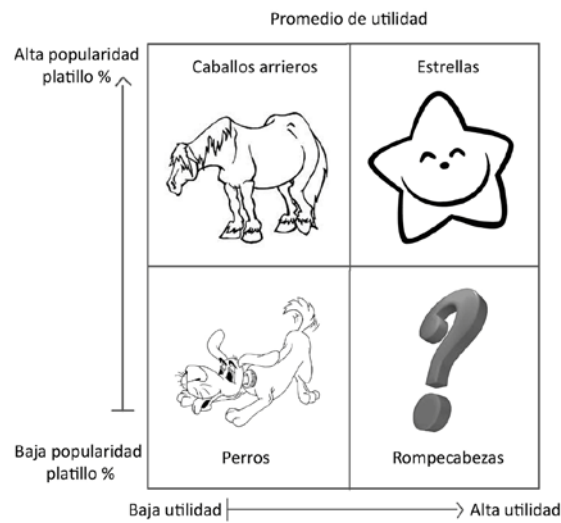 Promedio de utilidad
Alta popularidad
platillo %
Caballos arrieros
Estrellas
Baja popularidad
platillo %
Perros
Rompecabezas
Baja utilidad
Alta utilidad